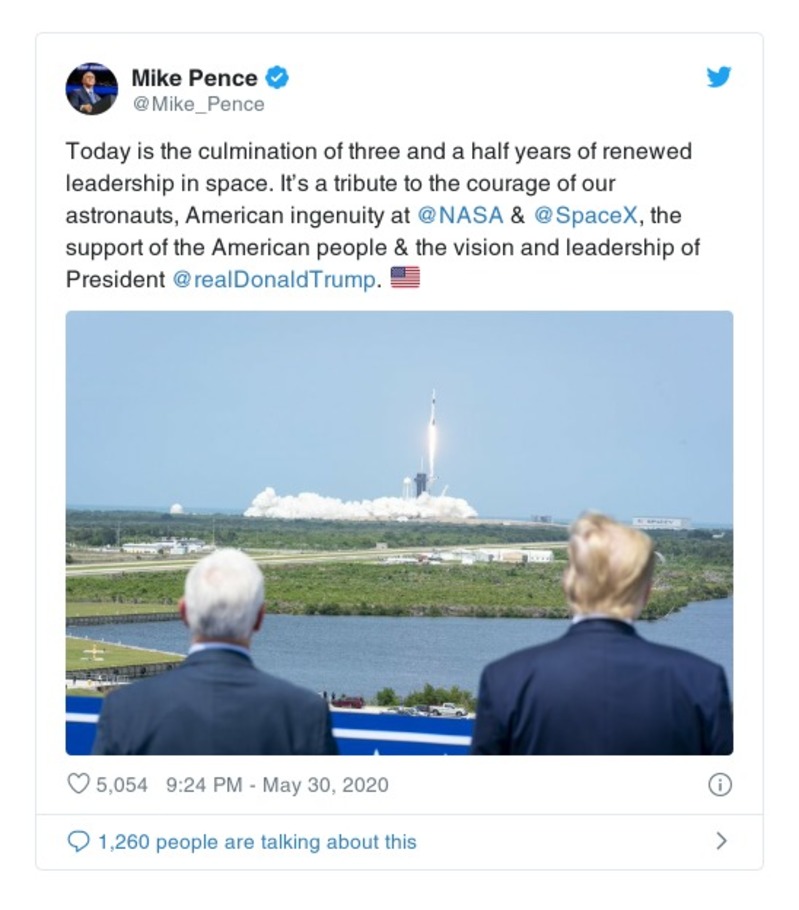 Mike Pence
@Mike_Pence
Today is the culmination of three and a half years of renewed
leadership in space. It’s a tribute to the courage of our
astronauts, American ingenuity at @NASA & @SpaceX, the
support of the American people & the vision and leadership of
President @realDonaldTrump. 🇺🇸
5,054 9:24 PM - May 30, 2020
1,260 people are talking about this